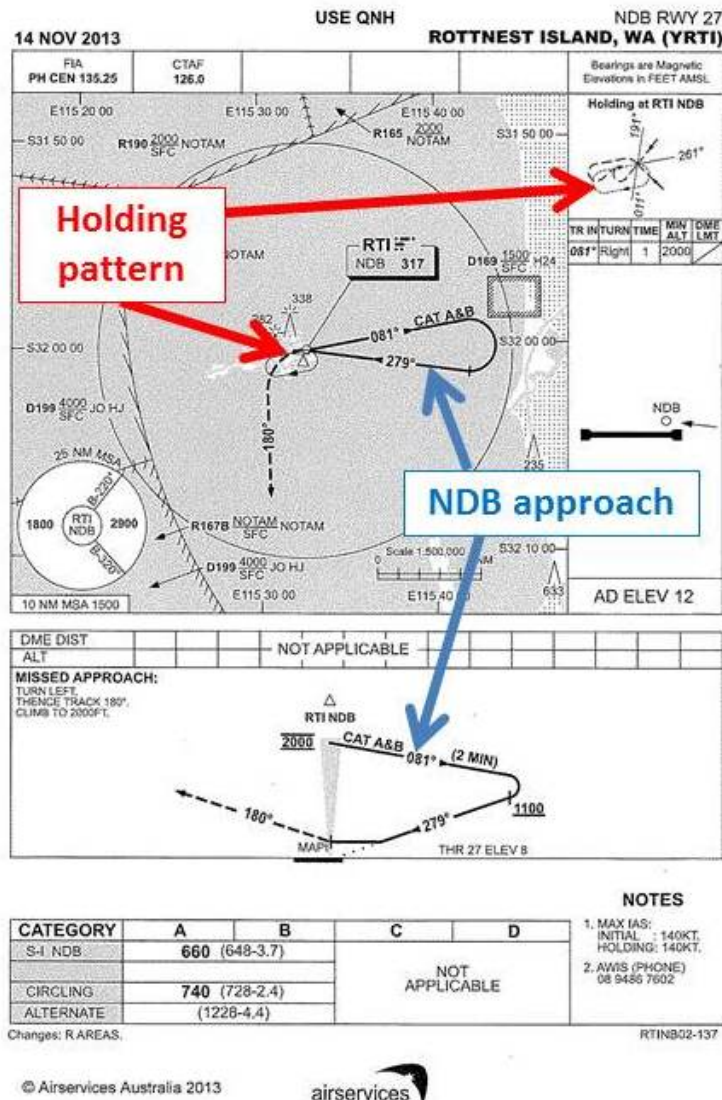 USE QNH
NDB RWY 27
14 NOV 2013
ROTTNEST ISLAND, WA (YRTI)
FIA
PH CEN 135.25
CTAF
126.0
Bearings are Magnetic
Elevations in FEET AMSL
E115 20 00
E115 30 00
E115 40 00
Holding at RTI NDB
S31 50 00
R190 2000
SFC NOTAM
R165 2000
NOTAM
S31 50 00
191°
261°
011°
Holding
pattern
NOTAM
RTI
NDB 317
D169 1500
SFC H24
TR IN TURN TIME MIN ALT DME LMT
081° Right 1 2000
338
282
081° CAT A&B
S32 00 00
S32 00 00
279°
D199 4000
SFC JO HJ
180°
NDB
25 NM MSA
B-220°
1800
RTI
NDB
2900
B-320°
235
NDB approach
R167B NOTAM
SFC NOTAM
D199 4000
SFC JO HJ
Scale 1:500,000
0
NM
S32 10 00
10 NM MSA 1500
E115 30 00
E115 40 00
633
AD ELEV 12
DME DIST
ALT
NOT APPLICABLE
MISSED APPROACH:
TURN LEFT,
THENCE TRACK 180°.
CLIMB TO 2000FT.
RTI NDB
2000
CAT A&B
081° (2 MIN)
1100
180°
279°
MAPt
THR 27 ELEV 8
NOTES
CATEGORY A B C D
S-I NDB 660 (648-3.7)
NOT
APPLICABLE
CIRCLING 740 (728-2.4)
ALTERNATE (1228-4.4)
1. MAX IAS:
INITIAL : 140KT.
HOLDING: 140KT.
2. AWIS (PHONE)
08 9486 7602
Changes: R AREAS.
RTINB02-137
© Airservices Australia 2013
airservices